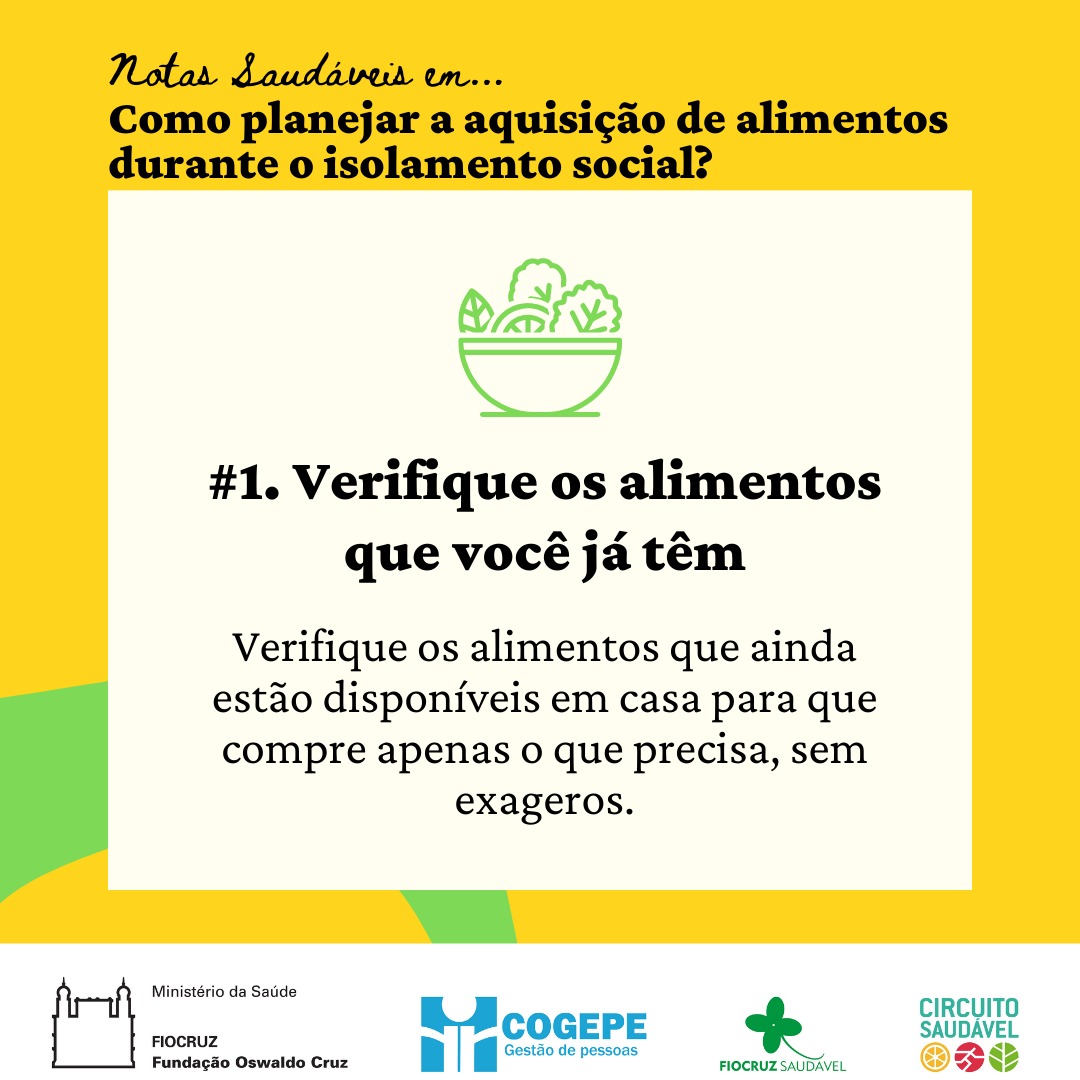 Notas Saudáveis em...
Como planejar a aquisição de alimentos
durante o isolamento social?
#1. Verifique os alimentos
que você já têm
Verifique os alimentos que ainda
estão disponíveis em casa para que
compre apenas o que precisa, sem
exageros.
Ministério da Saúde
FIOCRUZ
Fundação Oswaldo Cruz
COGEPE
Gestão de pessoas
FIOCRUZ SAUDÁVEL
CIRCUITO
SAUDÁVEL